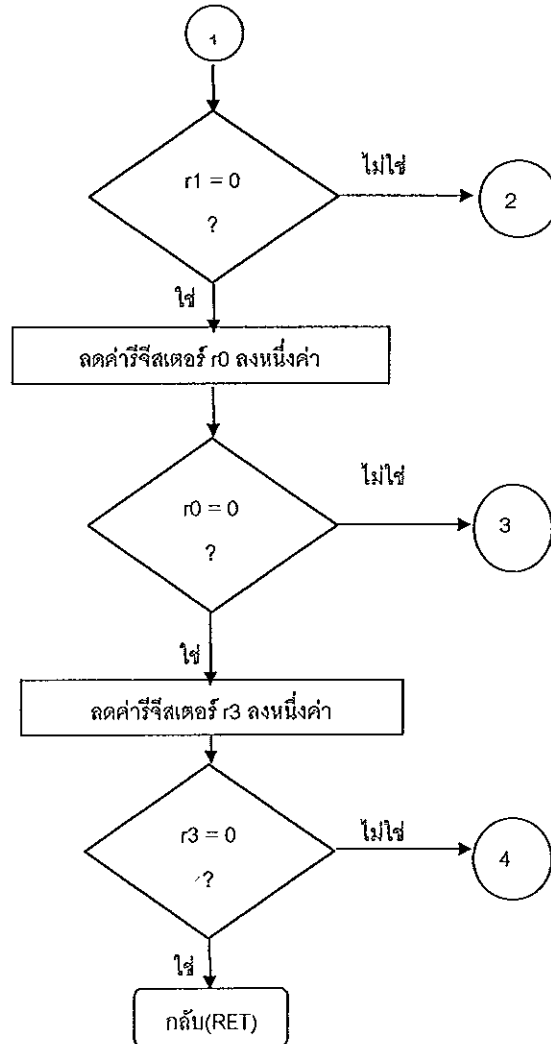 1
r1 = 0
?
ไม่ใช่
2
ใช่
ลดค่ารีจีสเตอร์ r0 ลงหนึ่งค่า
r0 = 0
?
ไม่ใช่
3
ใช่
ลดค่ารีจีสเตอร์ r3 ลงหนึ่งค่า
r3 = 0
?
ไม่ใช่
4
ใช่
กลับ(RET)